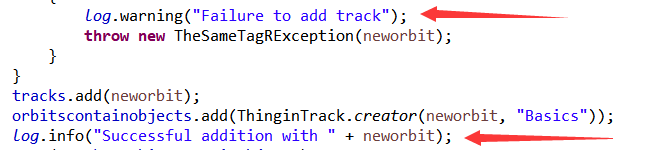 {
log.warning("Failure to add track");
throw new TheSameTagRException(neworbit);
}
}
tracks.add(neworbit);
orbitscontainobjects.add(ThinginTrack.creator(neworbit, "Basics"));
log.info("Successful addition with " + neworbit);